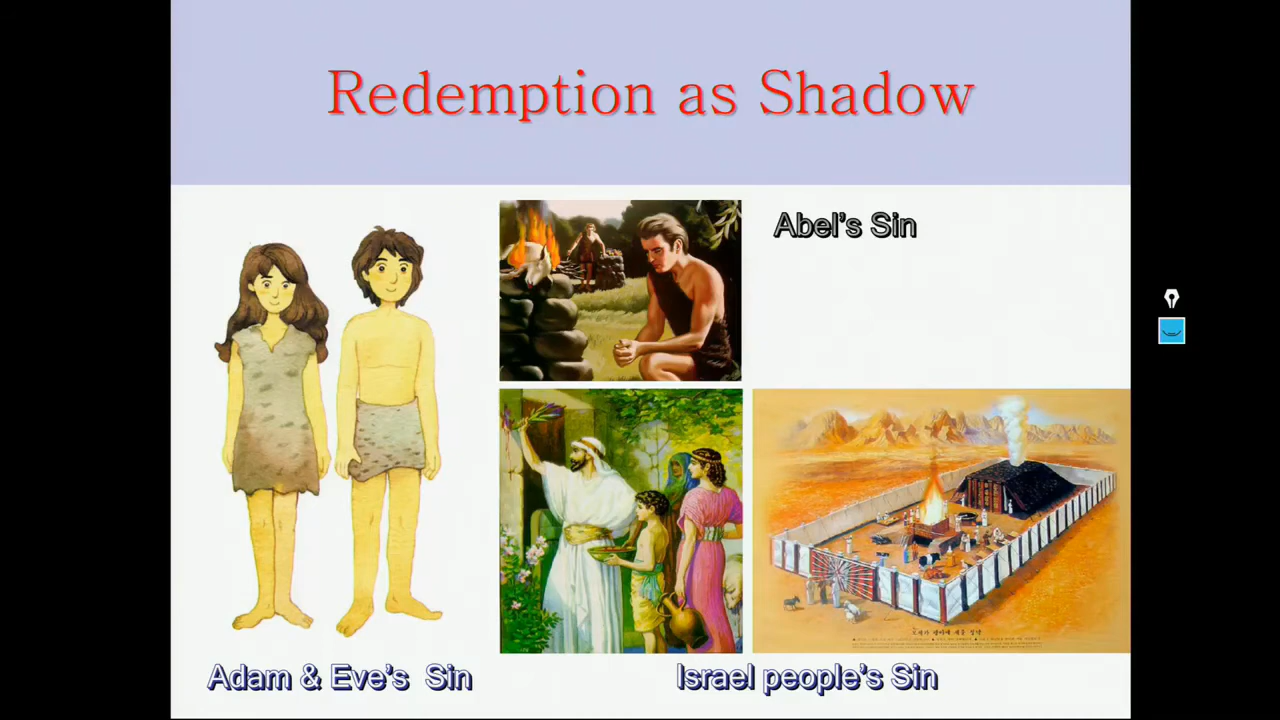 Redemption as Shadow
Abel's Sin
Adam & Eve's Sin
Israel people's Sin